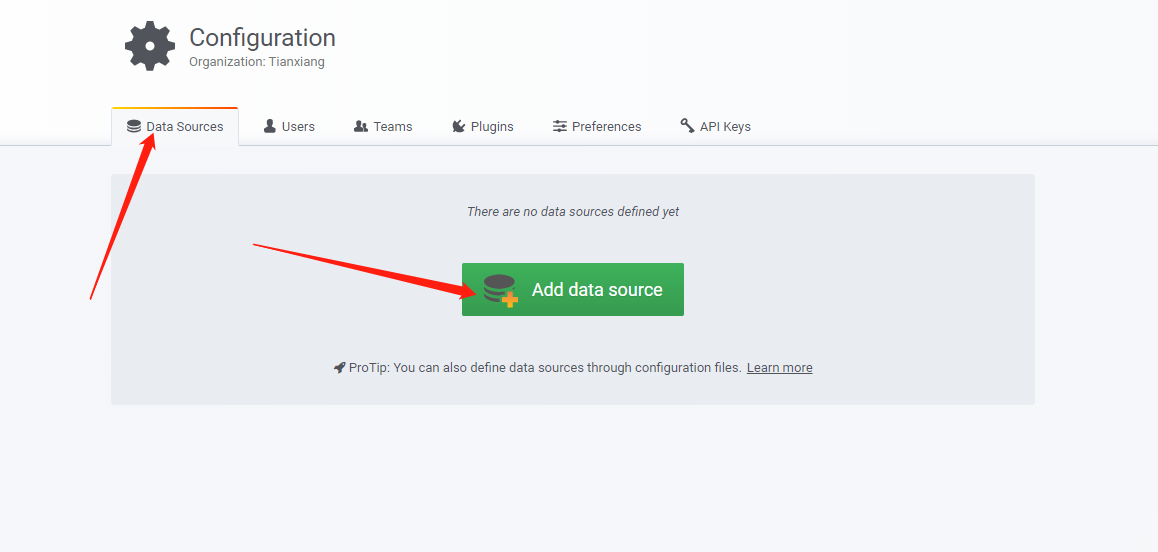 Configuration
Organization: Tianxiang
Data Sources Users Teams Plugins Preferences API Keys
There are no data sources defined yet
Add data source
ProTip: You can also define data sources through configuration files. Learn more